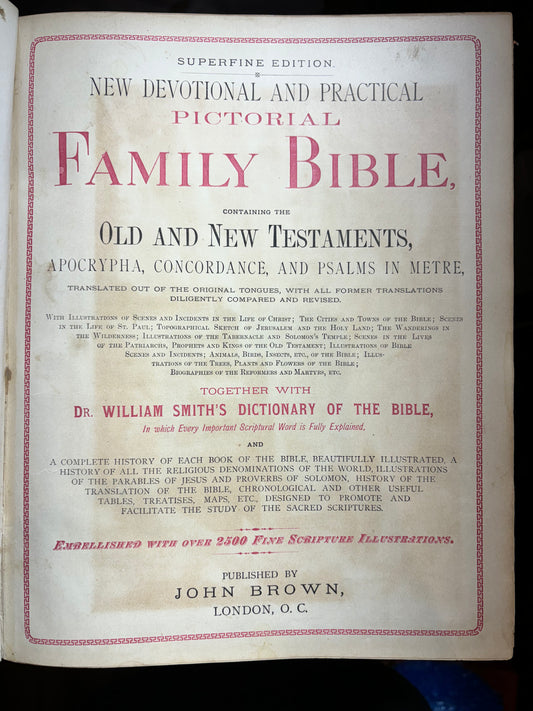 SUPERFINE EDITION.
NEW DEVOTIONAL AND PRACTICAL
PICTORIAL
FAMILY BIBLE,
CONTAINING THE
OLD AND NEW TESTAMENTS,
APOCRYPHA, CONCORDANCE, AND PSALMS IN METRE,
TRANSLATED OUT OF THE ORIGINAL TONGUES, WITH ALL FORMER TRANSLATIONS
DILIGENTLY COMPARED AND REVISED.
WITH ILLUSTRATIONS OF SCENES AND INCIDENTS IN THE LIFE OF CHRIST; THE CITIES AND TOWNS OF THE BIBLE; SCENES
IN THE LIFE OF ST. PAUL; TOPOGRAPHICAL SKETCH OF JERUSALEM AND THE HOLY LAND; THE WANDERINGS IN
THE WILDERNESS; ILLUSTRATIONS OF THE TABERNACLE AND SOLOMON'S TEMPLE; SCENES IN THE LIVES
OF THE PATRIARCHS, PROPHETS AND KINGS OF THE OLD TESTAMENT; ILLUSTRATIONS OF BIBLE
SCENES AND INCIDENTS; ANIMALS, BIRDS, INSECTS, ETC., OF THE BIBLE; ILLUS-
TRATIONS OF THE TREES, PLANTS AND FLOWERS OF THE BIBLE;
BIOGRAPHIES OF THE REFORMERS AND MARTYRS, ETC.
TOGETHER WITH
DR. WILLIAM SMITH'S DICTIONARY OF THE BIBLE,
In which Every Important Scriptural Word is Fully Explained,
AND
A COMPLETE HISTORY OF EACH BOOK OF THE BIBLE, BEAUTIFULLY ILLUSTRATED, A
HISTORY OF ALL THE RELIGIOUS DENOMINATIONS OF THE WORLD, ILLUSTRATIONS
OF THE PARABLES OF JESUS AND PROVERBS OF SOLOMON, HISTORY OF THE
TRANSLATION OF THE BIBLE, CHRONOLOGICAL AND OTHER USEFUL
TABLES, TREATISES, MAPS, ETC., DESIGNED TO PROMOTE AND
FACILITATE THE STUDY OF THE SACRED SCRIPTURES.
EMBELLISHED WITH OVER 2500 FINE SCRIPTURE ILLUSTRATIONS.
PUBLISHED BY
JOHN BROWN,
LONDON, O. C.